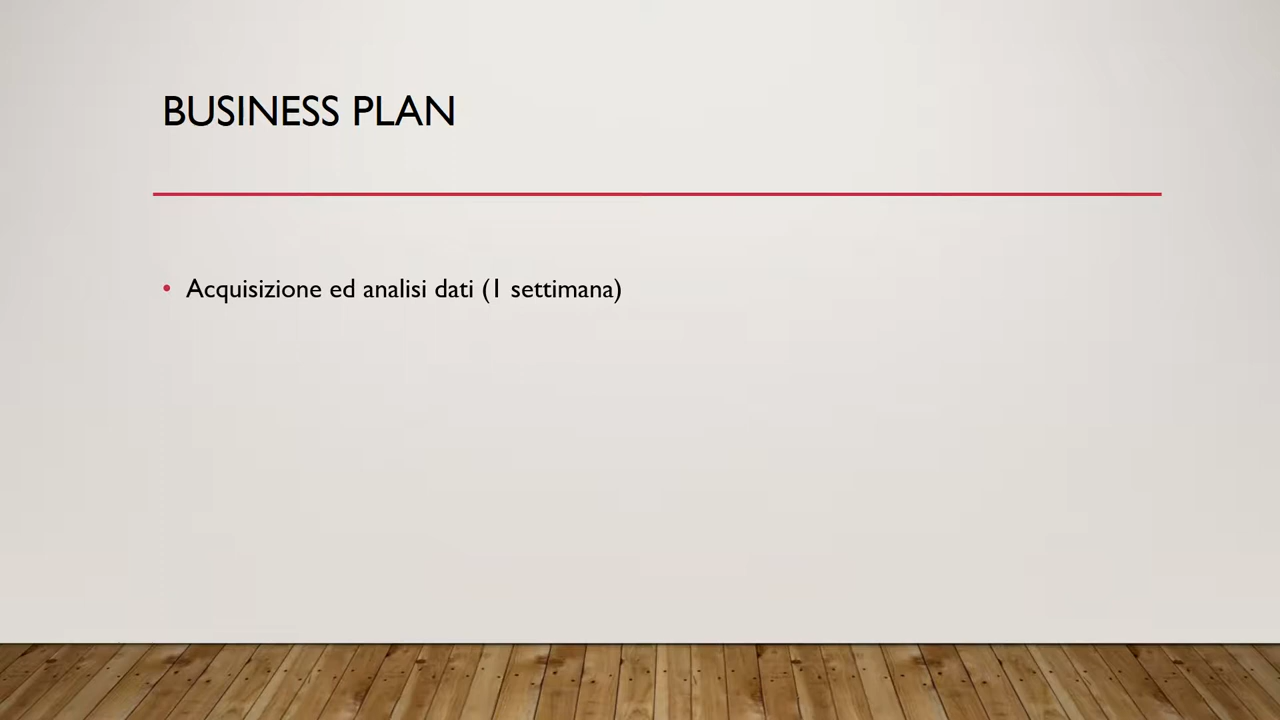 BUSINESS PLAN
• Acquisizione ed analisi dati (1 settimana)